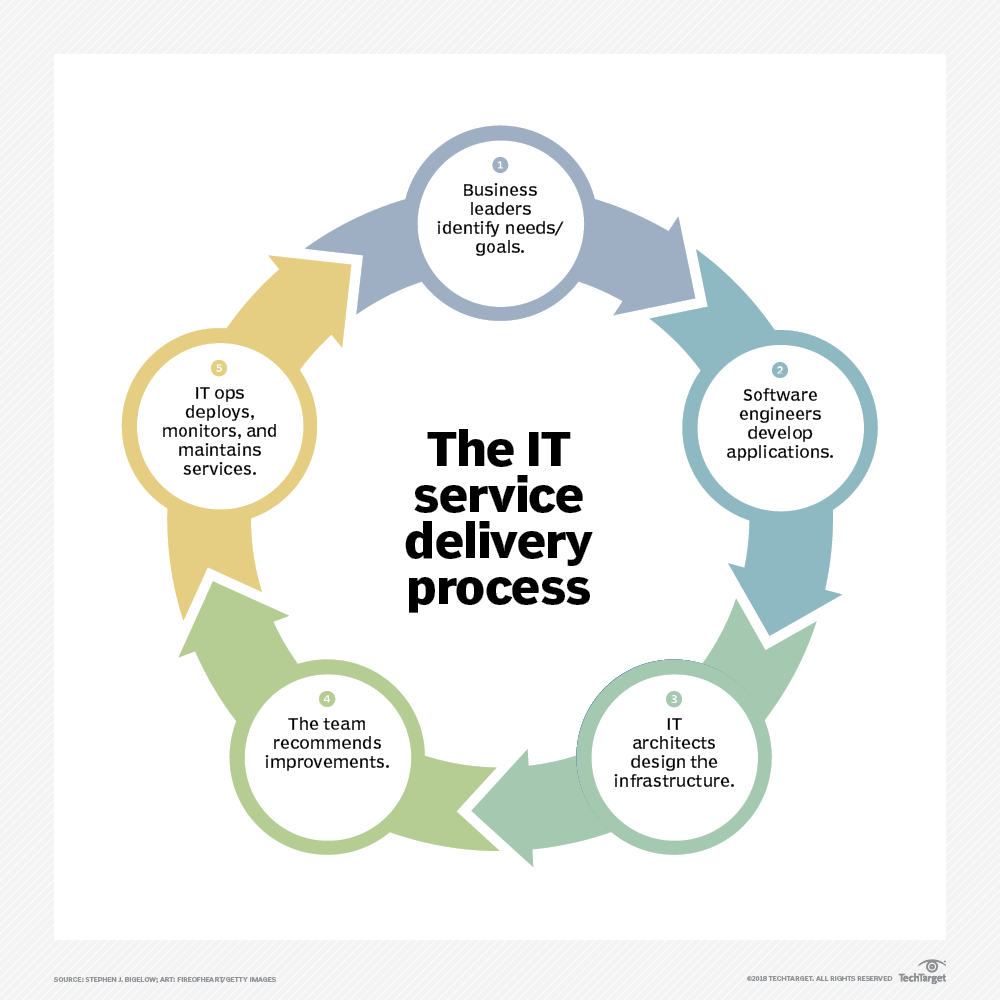 1
Business
leaders
identify needs/
goals.
2
Software
engineers
develop
applications.
3
IT
architects
design the
infrastructure.
4
The team
recommends
improvements.
5
IT ops
deploys,
monitors, and
maintains
services.
The IT
service
delivery
process
SOURCE: STEPHEN J. BIGELOW; ART: FIREOFHEART/GETTY IMAGES
©2018 TECHTARGET. ALL RIGHTS RESERVED TechTarget